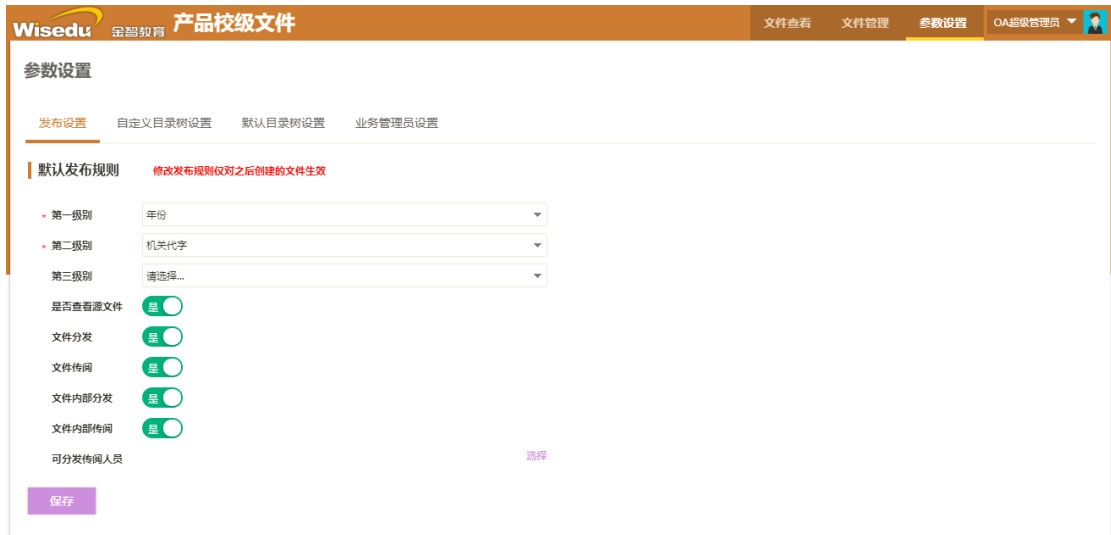 Wisedu 金智教育 产品校级文件 文件查看 文件管理 参数设置 OA超级管理员
参数设置
发布设置 自定义目录树设置 默认目录树设置 业务管理员设置
默认发布规则 修改发布规则仅对之后创建的文件生效
* 第一级别 年份
* 第二级别 机关代字
第三级别 请选择...
是否查看源文件 是
文件分发 是
文件传阅 是
文件内部分发 是
文件内部传阅 是
可分发传阅人员 选择
保存